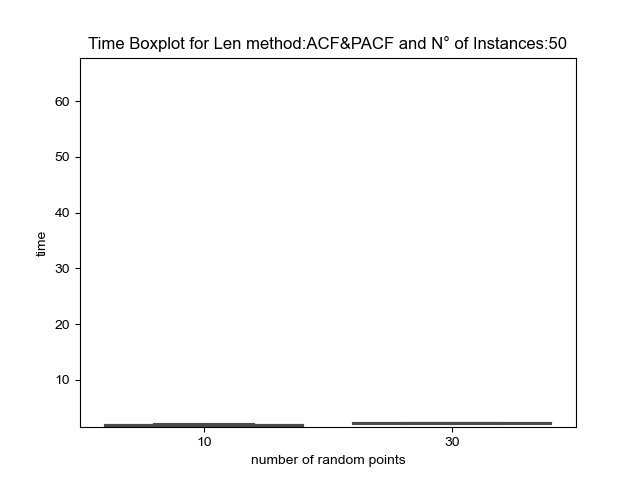 Time Boxplot for Len method:ACF&PACF and N° of Instances:50
60
50
40
30
20
10
time
10 30
number of random points